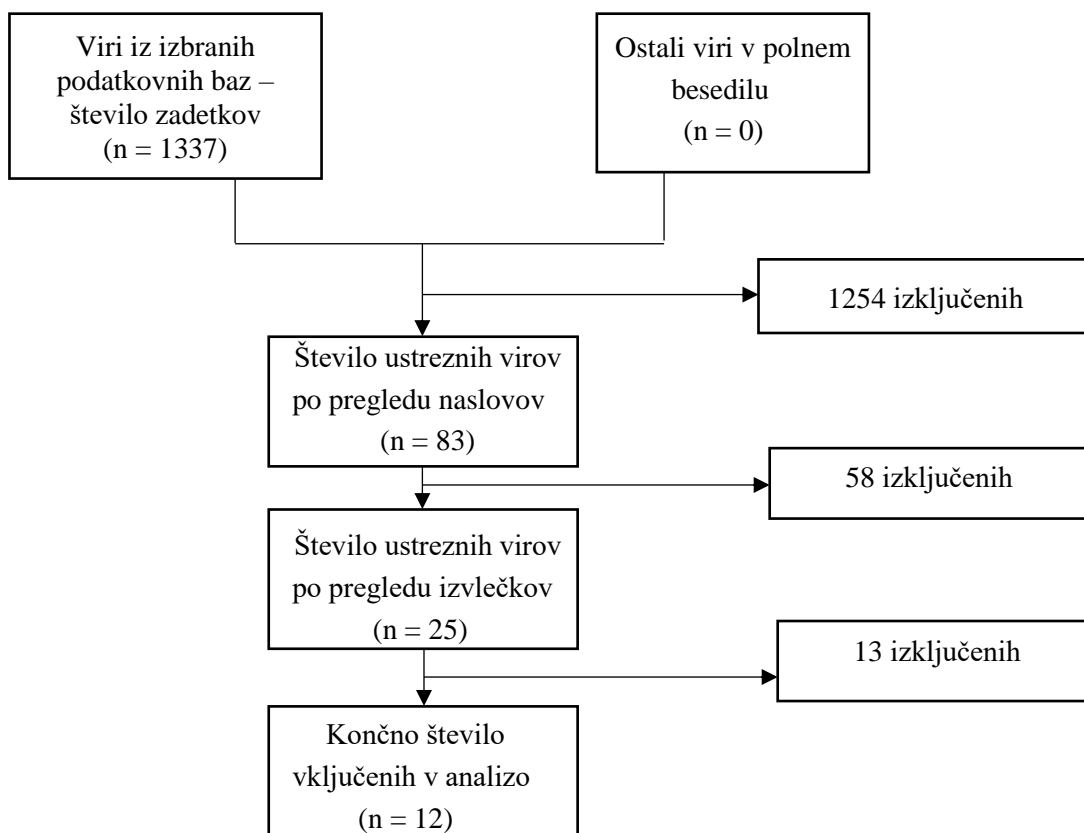 Viri iz izbranih
podatkovnih baz –
število zadetkov
(n = 1337)
Ostali viri v polnem
besedilu
(n = 0)
1254 izključenih
Število ustreznih virov
po pregledu naslovov
(n = 83)
58 izključenih
Število ustreznih virov
po pregledu izvlečkov
(n = 25)
13 izključenih
Končno število
vključenih v analizo
(n = 12)